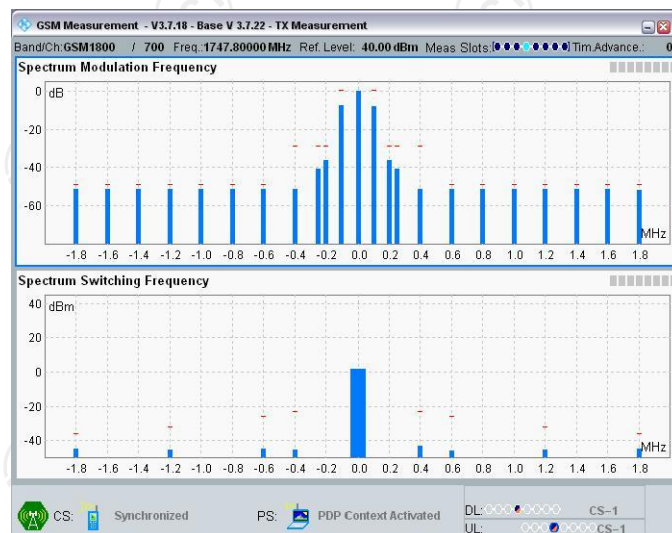 GSM Measurement - V3.7.18 - Base V 3.7.22 - TX Measurement
Band/Ch:GSM1800 / 700 Freq.:1747.80000 MHz Ref. Level: 40.00 dBm Meas Slots: Tim.Advance.: 0
Spectrum Modulation Frequency
dB
0
-20
-40
-60
MHz
-1.8 -1.6 -1.4 -1.2 -1.0 -0.8 -0.6 -0.4 -0.2 0.0 0.2 0.4 0.6 0.8 1.0 1.2 1.4 1.6 1.8
Spectrum Switching Frequency
40
dBm
20
0
-20
-40
MHz
-1.8 -1.6 -1.4 -1.2 -1.0 -0.8 -0.6 -0.4 -0.2 0.0 0.2 0.4 0.6 0.8 1.0 1.2 1.4 1.6 1.8
CS: Synchronized PS: PDP Context Activated DL: CS-1
UL: CS-1